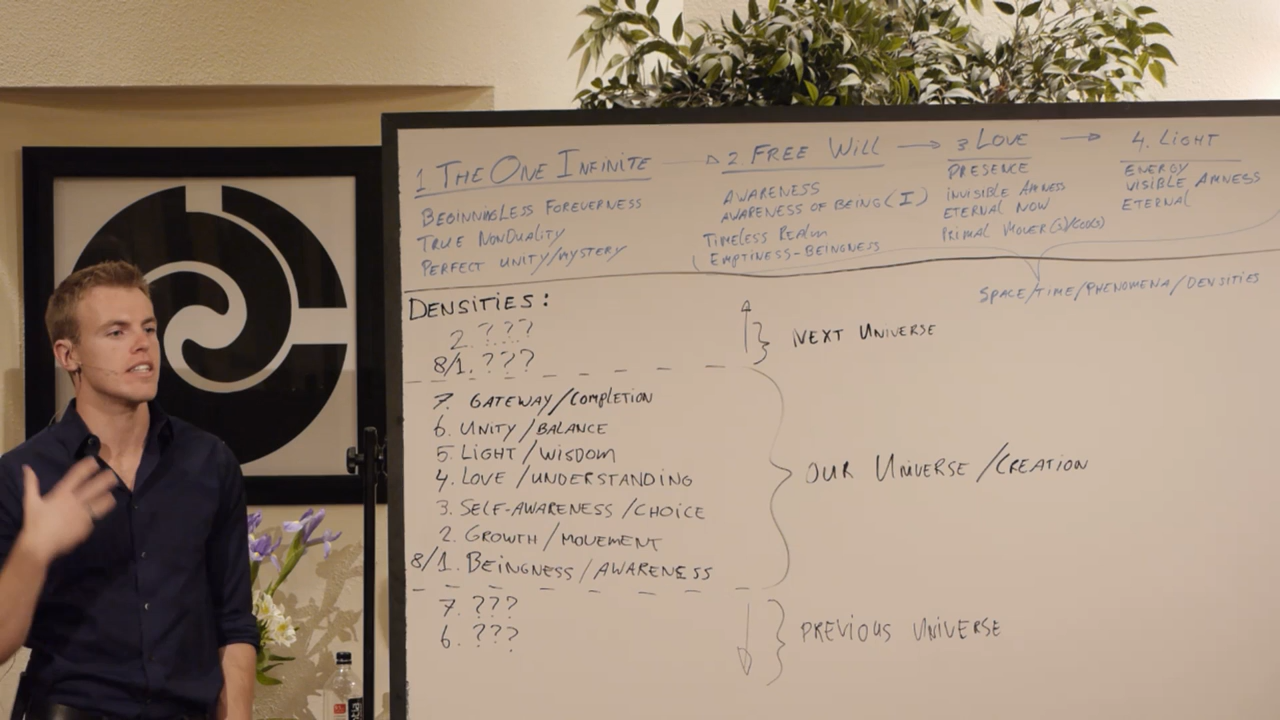 1 THE ONE INFINITE → 2. FREE WILL → 3 LOVE → 4. LIGHT
BEGINNINGLESS FOREVERNESS
TRUE NONDUALITY
PERFECT UNITY/MYSTERY
AWARENESS
AWARENESS OF BEING (I)
TIMELESS REALM
EMPTINESS-BEINGNESS
PRESENCE
INVISIBLE AMNESS
ETERNAL NOW
PRIMAL MOVER(S)/GOD(S)
ENERGY
VISIBLE AMNESS
ETERNAL
SPACE/TIME/PHENOMENA/DENSITIES
DENSITIES:
2. ???
8/1. ???
NEXT UNIVERSE
7. GATEWAY/COMPLETION
6. UNITY/BALANCE
5. LIGHT/WISDOM
4. LOVE/UNDERSTANDING
3. SELF-AWARENESS/CHOICE
2. GROWTH/MOVEMENT
8/1. BEINGNESS/AWARENESS
OUR UNIVERSE/CREATION
7. ???
6. ???
PREVIOUS UNIVERSE